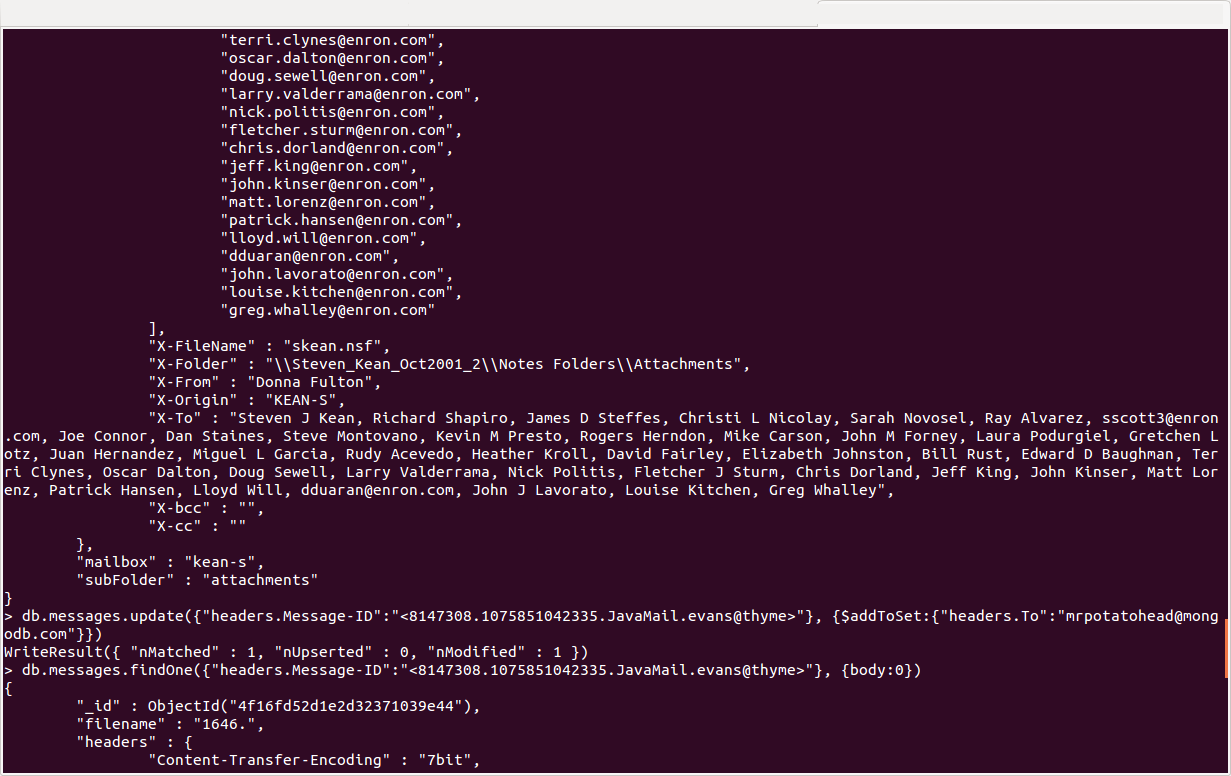 "terri.clynes@enron.com",
"oscar.dalton@enron.com",
"doug.sewell@enron.com",
"larry.valderrama@enron.com",
"nick.politis@enron.com",
"fletcher.sturm@enron.com",
"chris.dorland@enron.com",
"jeff.king@enron.com",
"john.kinser@enron.com",
"matt.lorenz@enron.com",
"patrick.hansen@enron.com",
"lloyd.will@enron.com",
"dduaran@enron.com",
"john.lavorato@enron.com",
"louise.kitchen@enron.com",
"greg.whalley@enron.com"
],
"X-FileName" : "skean.nsf",
"X-Folder" : "\\Steven_Kean_Oct2001_2\\Notes Folders\\Attachments",
"X-From" : "Donna Fulton",
"X-Origin" : "KEAN-S",
"X-To" : "Steven J Kean, Richard Shapiro, James D Steffes, Christi L Nicolay, Sarah Novosel, Ray Alvarez, sscott3@enron
.com, Joe Connor, Dan Staines, Steve Montovano, Kevin M Presto, Rogers Herndon, Mike Carson, John M Forney, Laura Podurgiel, Gretchen L
otz, Juan Hernandez, Miguel L Garcia, Rudy Acevedo, Heather Kroll, David Fairley, Elizabeth Johnston, Bill Rust, Edward D Baughman, Ter
ri Clynes, Oscar Dalton, Doug Sewell, Larry Valderrama, Nick Politis, Fletcher J Sturm, Chris Dorland, Jeff King, John Kinser, Matt Lor
enz, Patrick Hansen, Lloyd Will, dduaran@enron.com, John J Lavorato, Louise Kitchen, Greg Whalley",
"X-bcc" : "",
"X-cc" : ""
},
"mailbox" : "kean-s",
"subFolder" : "attachments"
}
> db.messages.update({"headers.Message-ID":"<8147308.1075851042335.JavaMail.evans@thyme>"}, {$addToSet:{"headers.To":"mrpotatohead@mong
odb.com"}})
WriteResult({ "nMatched" : 1, "nUpserted" : 0, "nModified" : 1 })
> db.messages.findOne({"headers.Message-ID":"<8147308.1075851042335.JavaMail.evans@thyme>"}, {body:0})
{
"_id" : ObjectId("4f16fd52d1e2d32371039e44"),
"filename" : "1646.",
"headers" : {
"Content-Transfer-Encoding" : "7bit",